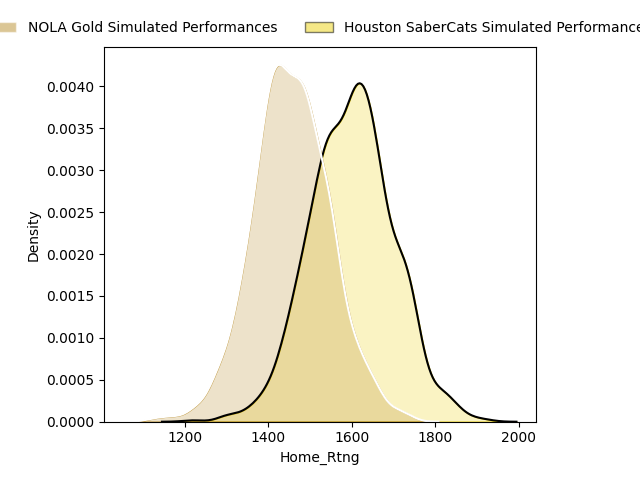 NOLA Gold Simulated Performances Houston SaberCats Simulated Performance
0.0040
0.0035
0.0030
0.0025
0.0020
0.0015
0.0010
0.0005
0.0000
Density
1200 1400 1600 1800 2000
Home_Rtng